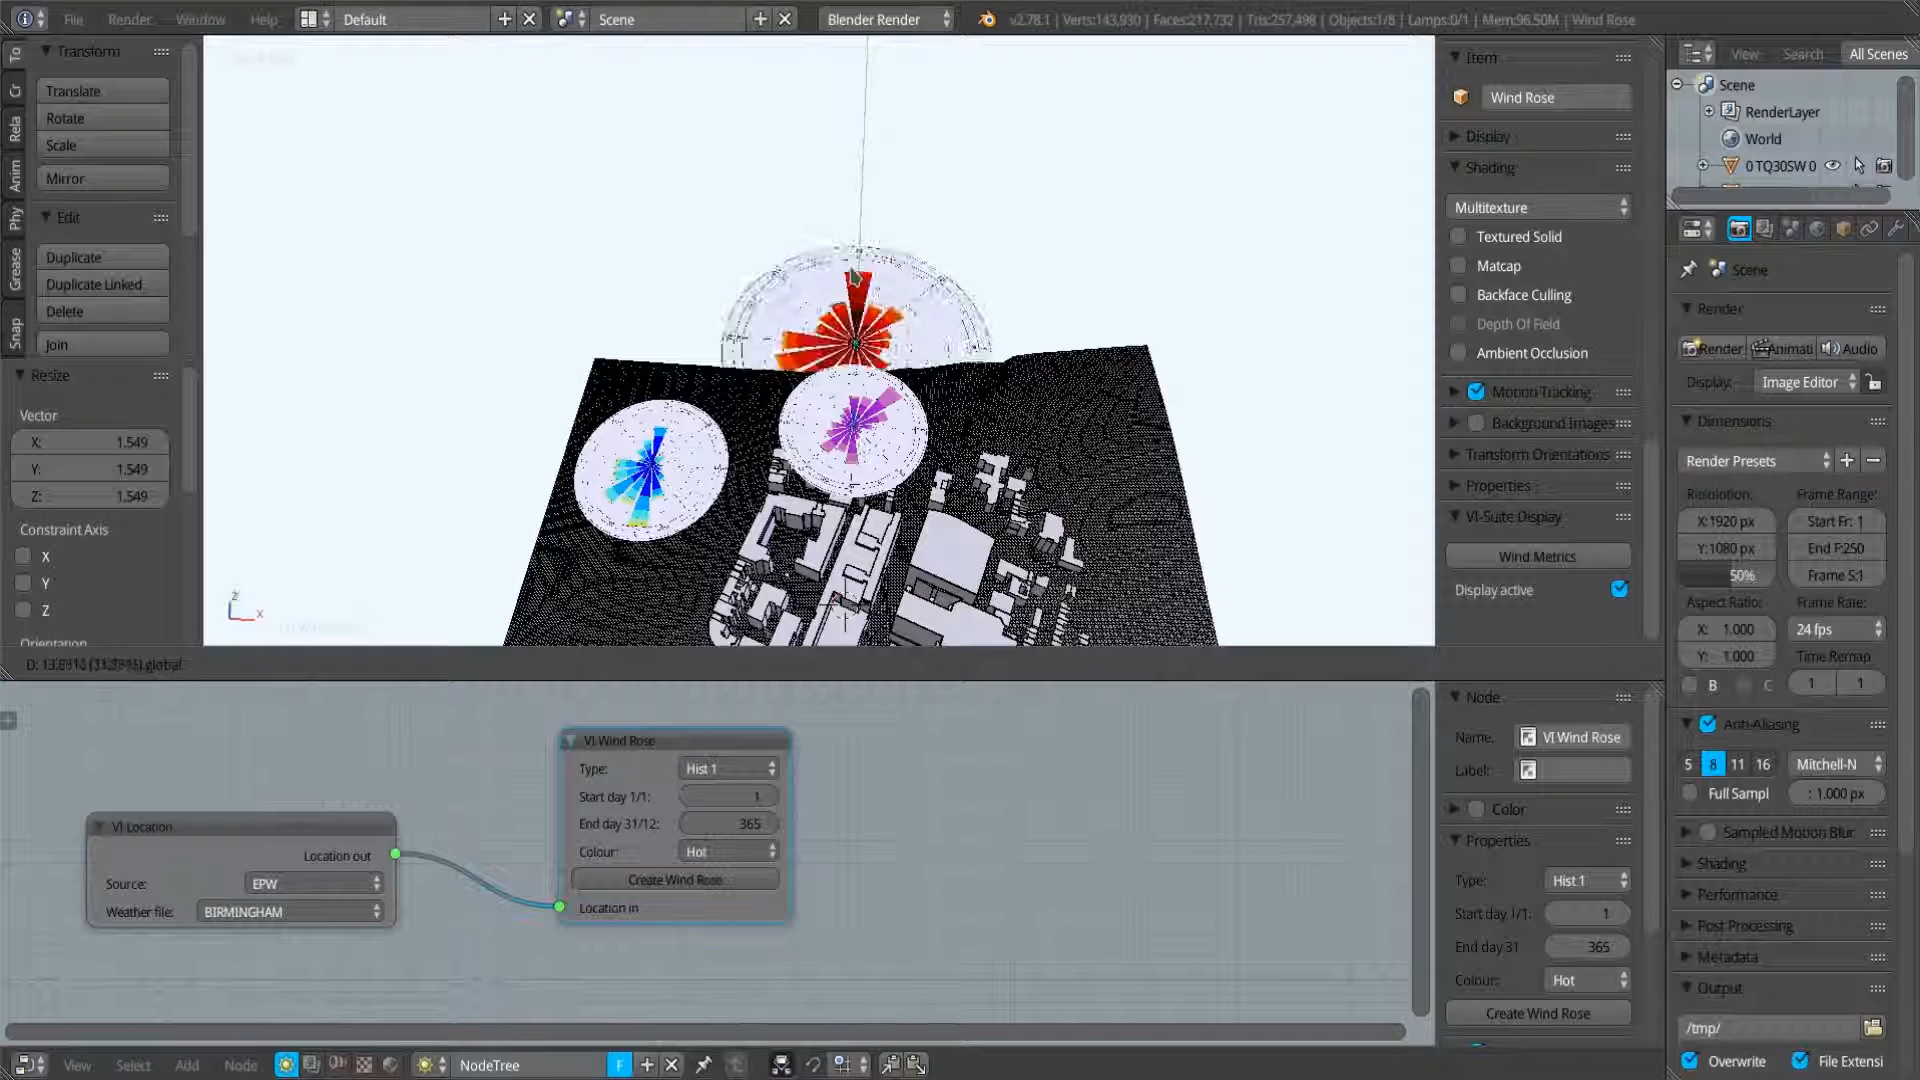 File Render Window Help Default Scene Blender Render v2.78.1 | Verts:143,930 | Faces:217,732 | Tris:257,498 | Objects:1/8 | Lamps:0/1 | Mem:96.50M | Wind Rose
Transform
Translate
Rotate
Scale
Mirror
Edit
Duplicate
Duplicate Linked
Delete
Join
To
Cr
Rela
Anim
Phy
Grease
Snap
Resize
Vector
X: 1.549
Y: 1.549
Z: 1.549
Constraint Axis
X
Y
Z
Orientation
Z
X
Item
Wind Rose
Display
Shading
Multitexture
Textured Solid
Matcap
Backface Culling
Depth Of Field
Ambient Occlusion
Motion Tracking
Background Images
Transform Orientations
Properties
VI-Suite Display
Wind Metrics
Display active
View Search All Scenes
Scene
RenderLayer
World
0 TQ30SW 0
Scene
Render
Render Animati Audio
Display: Image Editor
Dimensions
Render Presets
Resolution: Frame Range:
X:1920 px Start Fr: 1
Y:1080 px End F:250
50% Frame S:1
Aspect Ratio: Frame Rate:
X: 1.000 24 fps
Y: 1.000 Time Remap
B C 1 1
Anti-Aliasing
5 8 11 16 Mitchell-N
Full Sampl : 1.000 px
Sampled Motion Blur
Shading
Performance
Post Processing
Metadata
Output
/tmp/
Overwrite File Extensi
global
VI Location
Location out
Source: EPW
Weather file: BIRMINGHAM
VI Wind Rose
Type: Hist 1
Start day 1/1: 1
End day 31/12: 365
Colour: Hot
Create Wind Rose
Location in
Node
Name: VI Wind Rose
Label:
Color
Properties
Type: Hist 1
Start day 1/1: 1
End day 31 365
Colour: Hot
Create Wind Rose
View Select Add Node NodeTree F